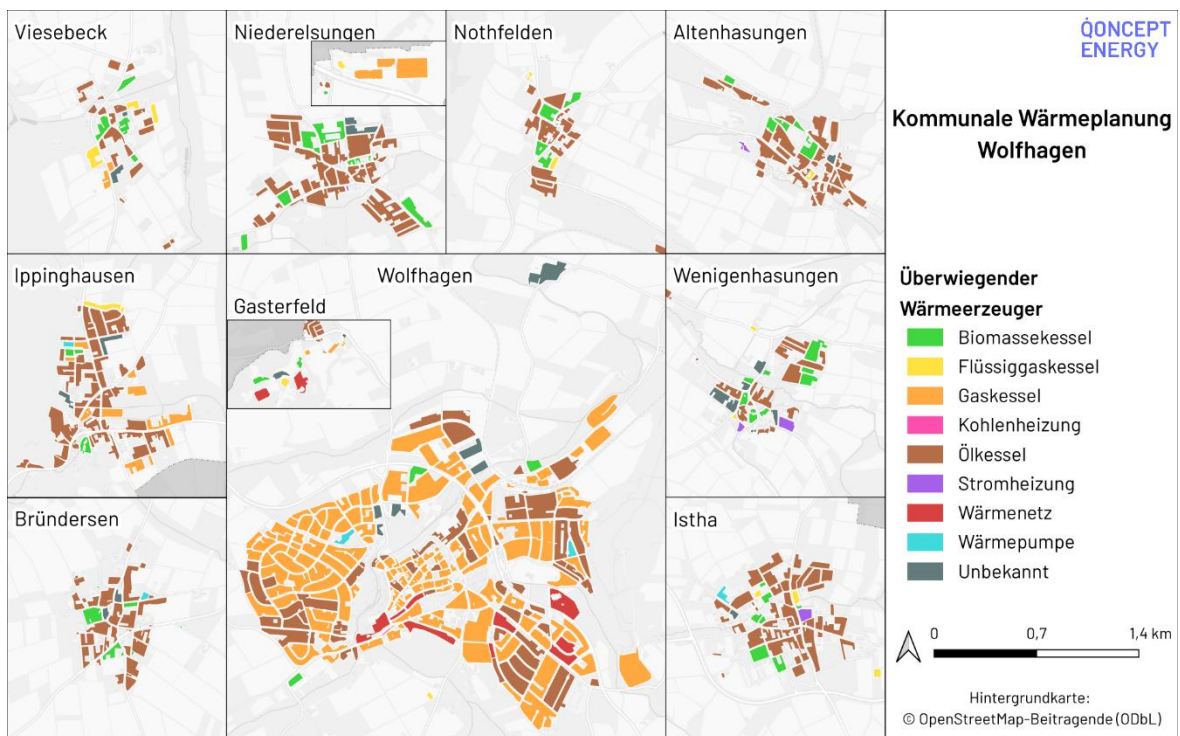 Viesebeck
Niederelsungen
Nothfelden
Altenhasungen
QONCEPT
ENERGY
Kommunale Wärmeplanung
Wolfhagen
Ippinghausen
Wolfhagen
Gasterfeld
Wenigenhasungen
Bründersen
Istha
Überwiegender
Wärmeerzeuger
Biomassekessel
Flüssiggaskessel
Gaskessel
Kohlenheizung
Ölkessel
Stromheizung
Wärmenetz
Wärmepumpe
Unbekannt
0 0,7 1,4 km
Hintergrundkarte:
© OpenStreetMap-Beitragende (ODbL)